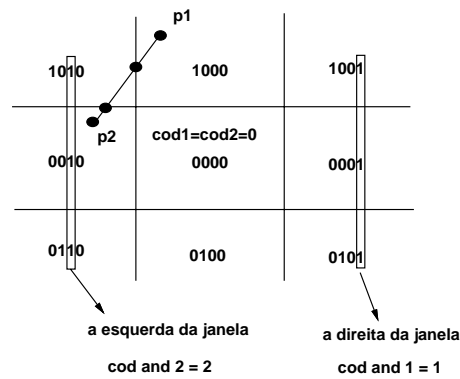 p1
1010 1000 1001
p2
cod1=cod2=0
0010 0000 0001
0110 0100 0101
a esquerda da janela a direita da janela
cod and 2 = 2 cod and 1 = 1